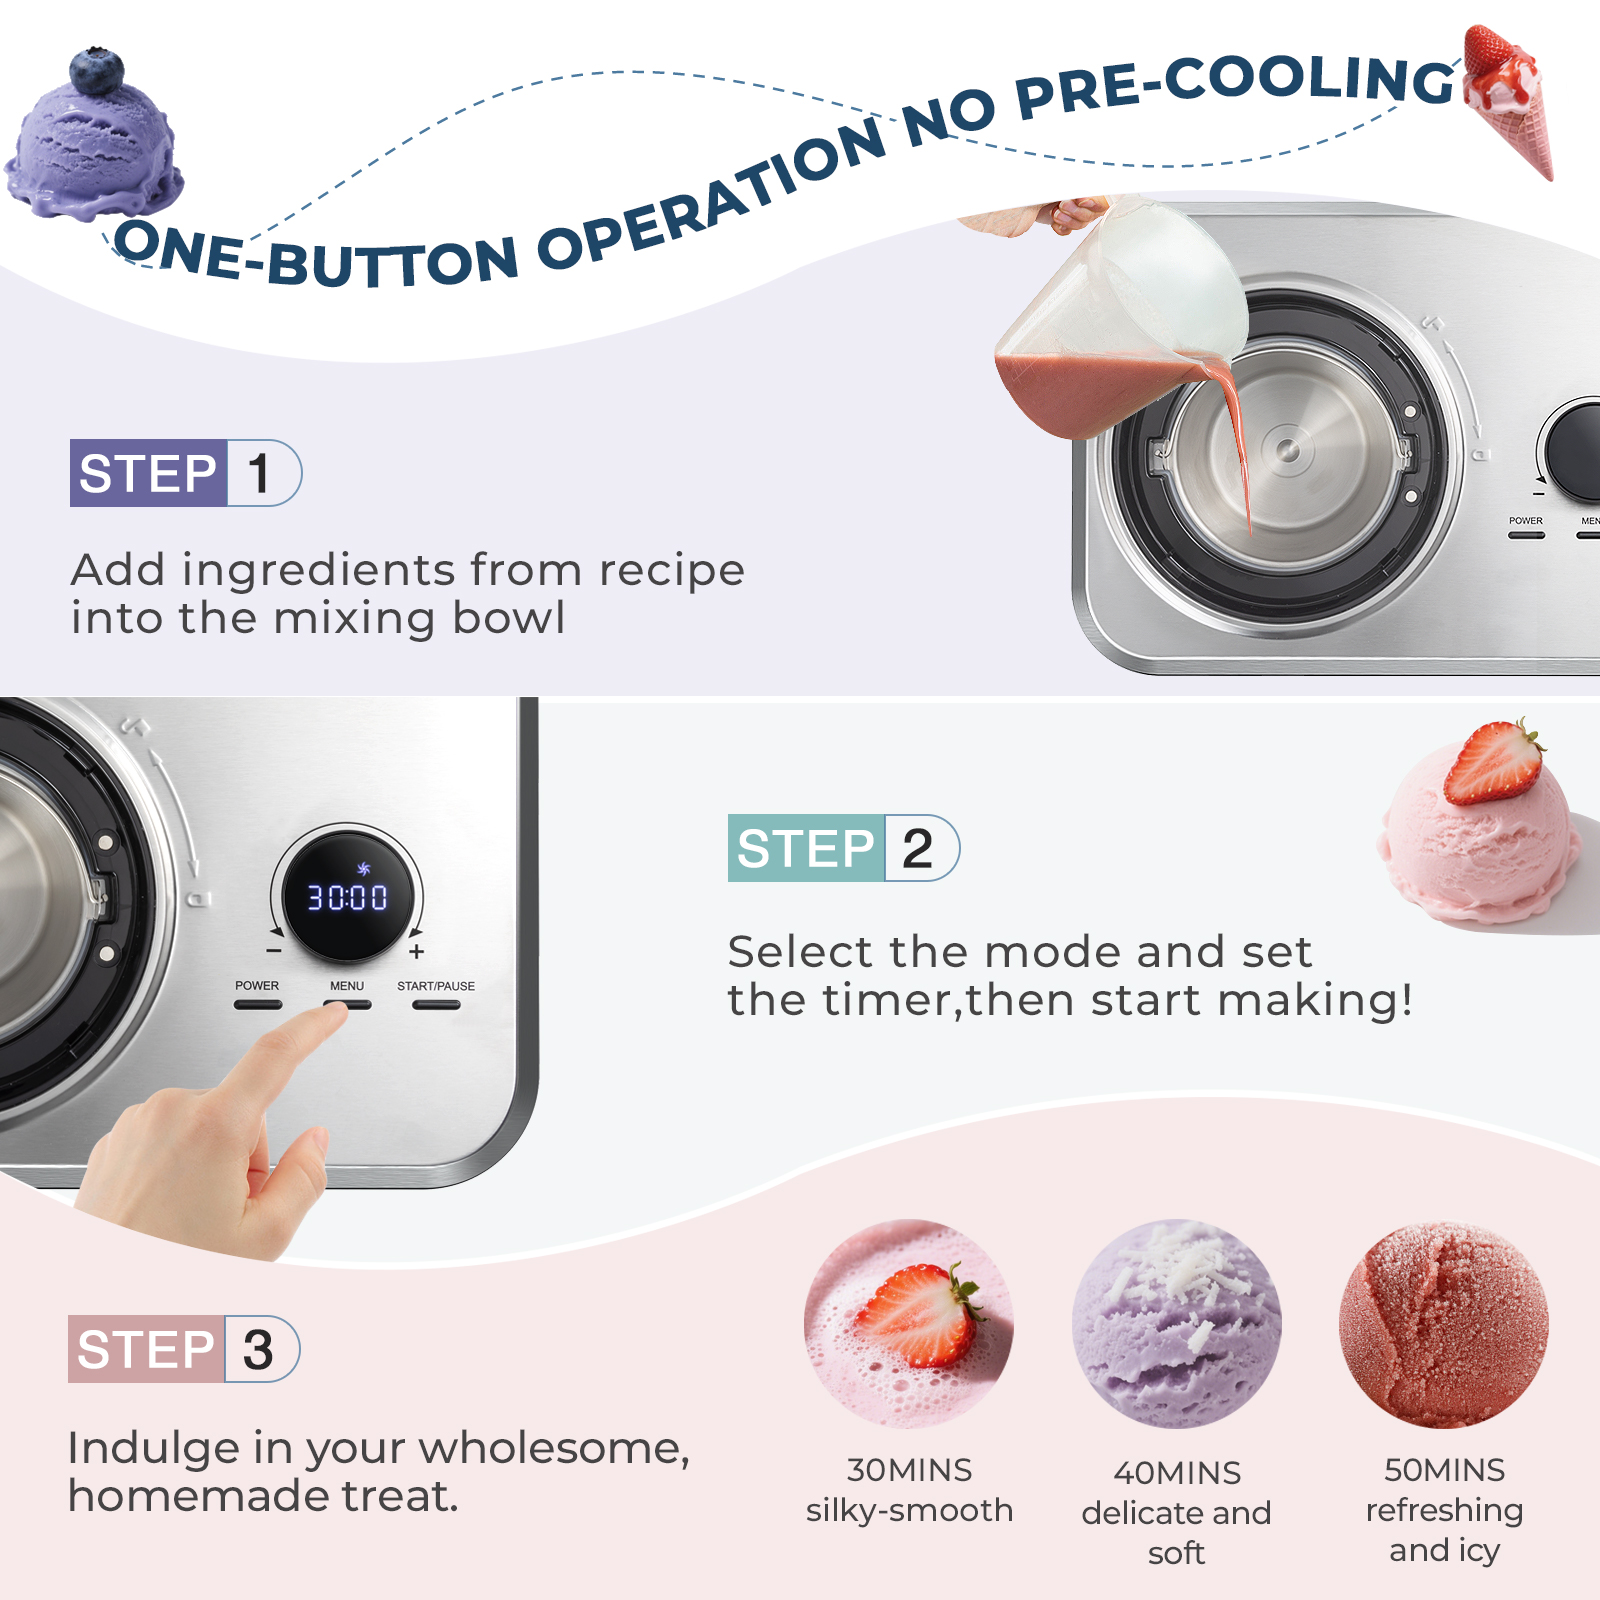 ONE-BUTTON OPERATION NO PRE-COOLING
STEP 1
Add ingredients from recipe
into the mixing bowl
POWER
MEN
−
30:00
−
+
POWER
MENU
START/PAUSE
STEP 2
Select the mode and set
the timer,then start making!
STEP 3
Indulge in your wholesome,
homemade treat.
30MINS
silky-smooth
40MINS
delicate and
soft
50MINS
refreshing
and icy